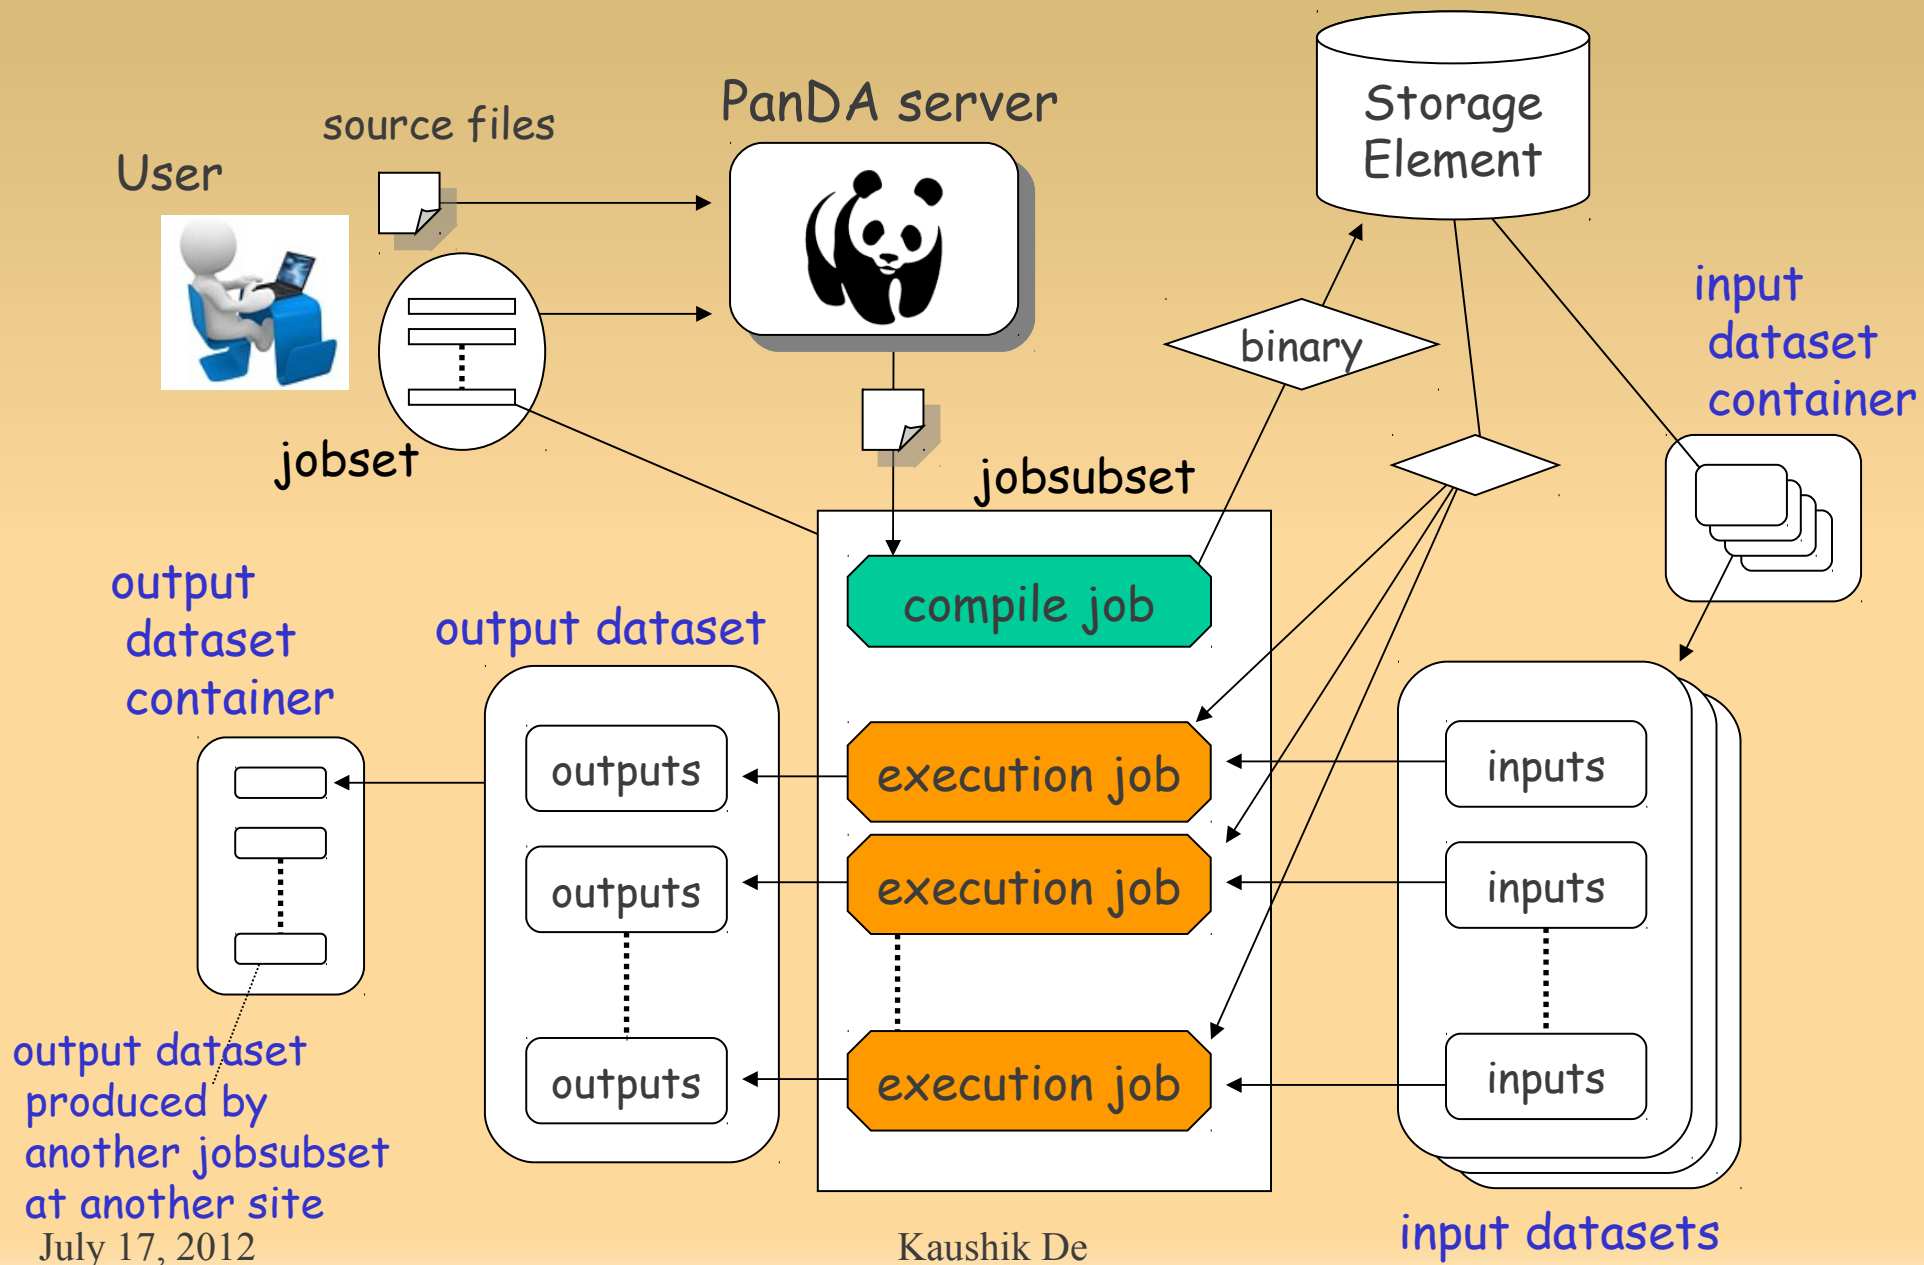 PanDA server
Storage
Element
source files
User
input
dataset
container
binary
jobset
jobsubset
output
dataset
container
output dataset
compile job
outputs
execution job
inputs
outputs
execution job
inputs
outputs
execution job
inputs
output dataset
produced by
another jobsubset
at another site
input datasets
July 17, 2012
Kaushik De